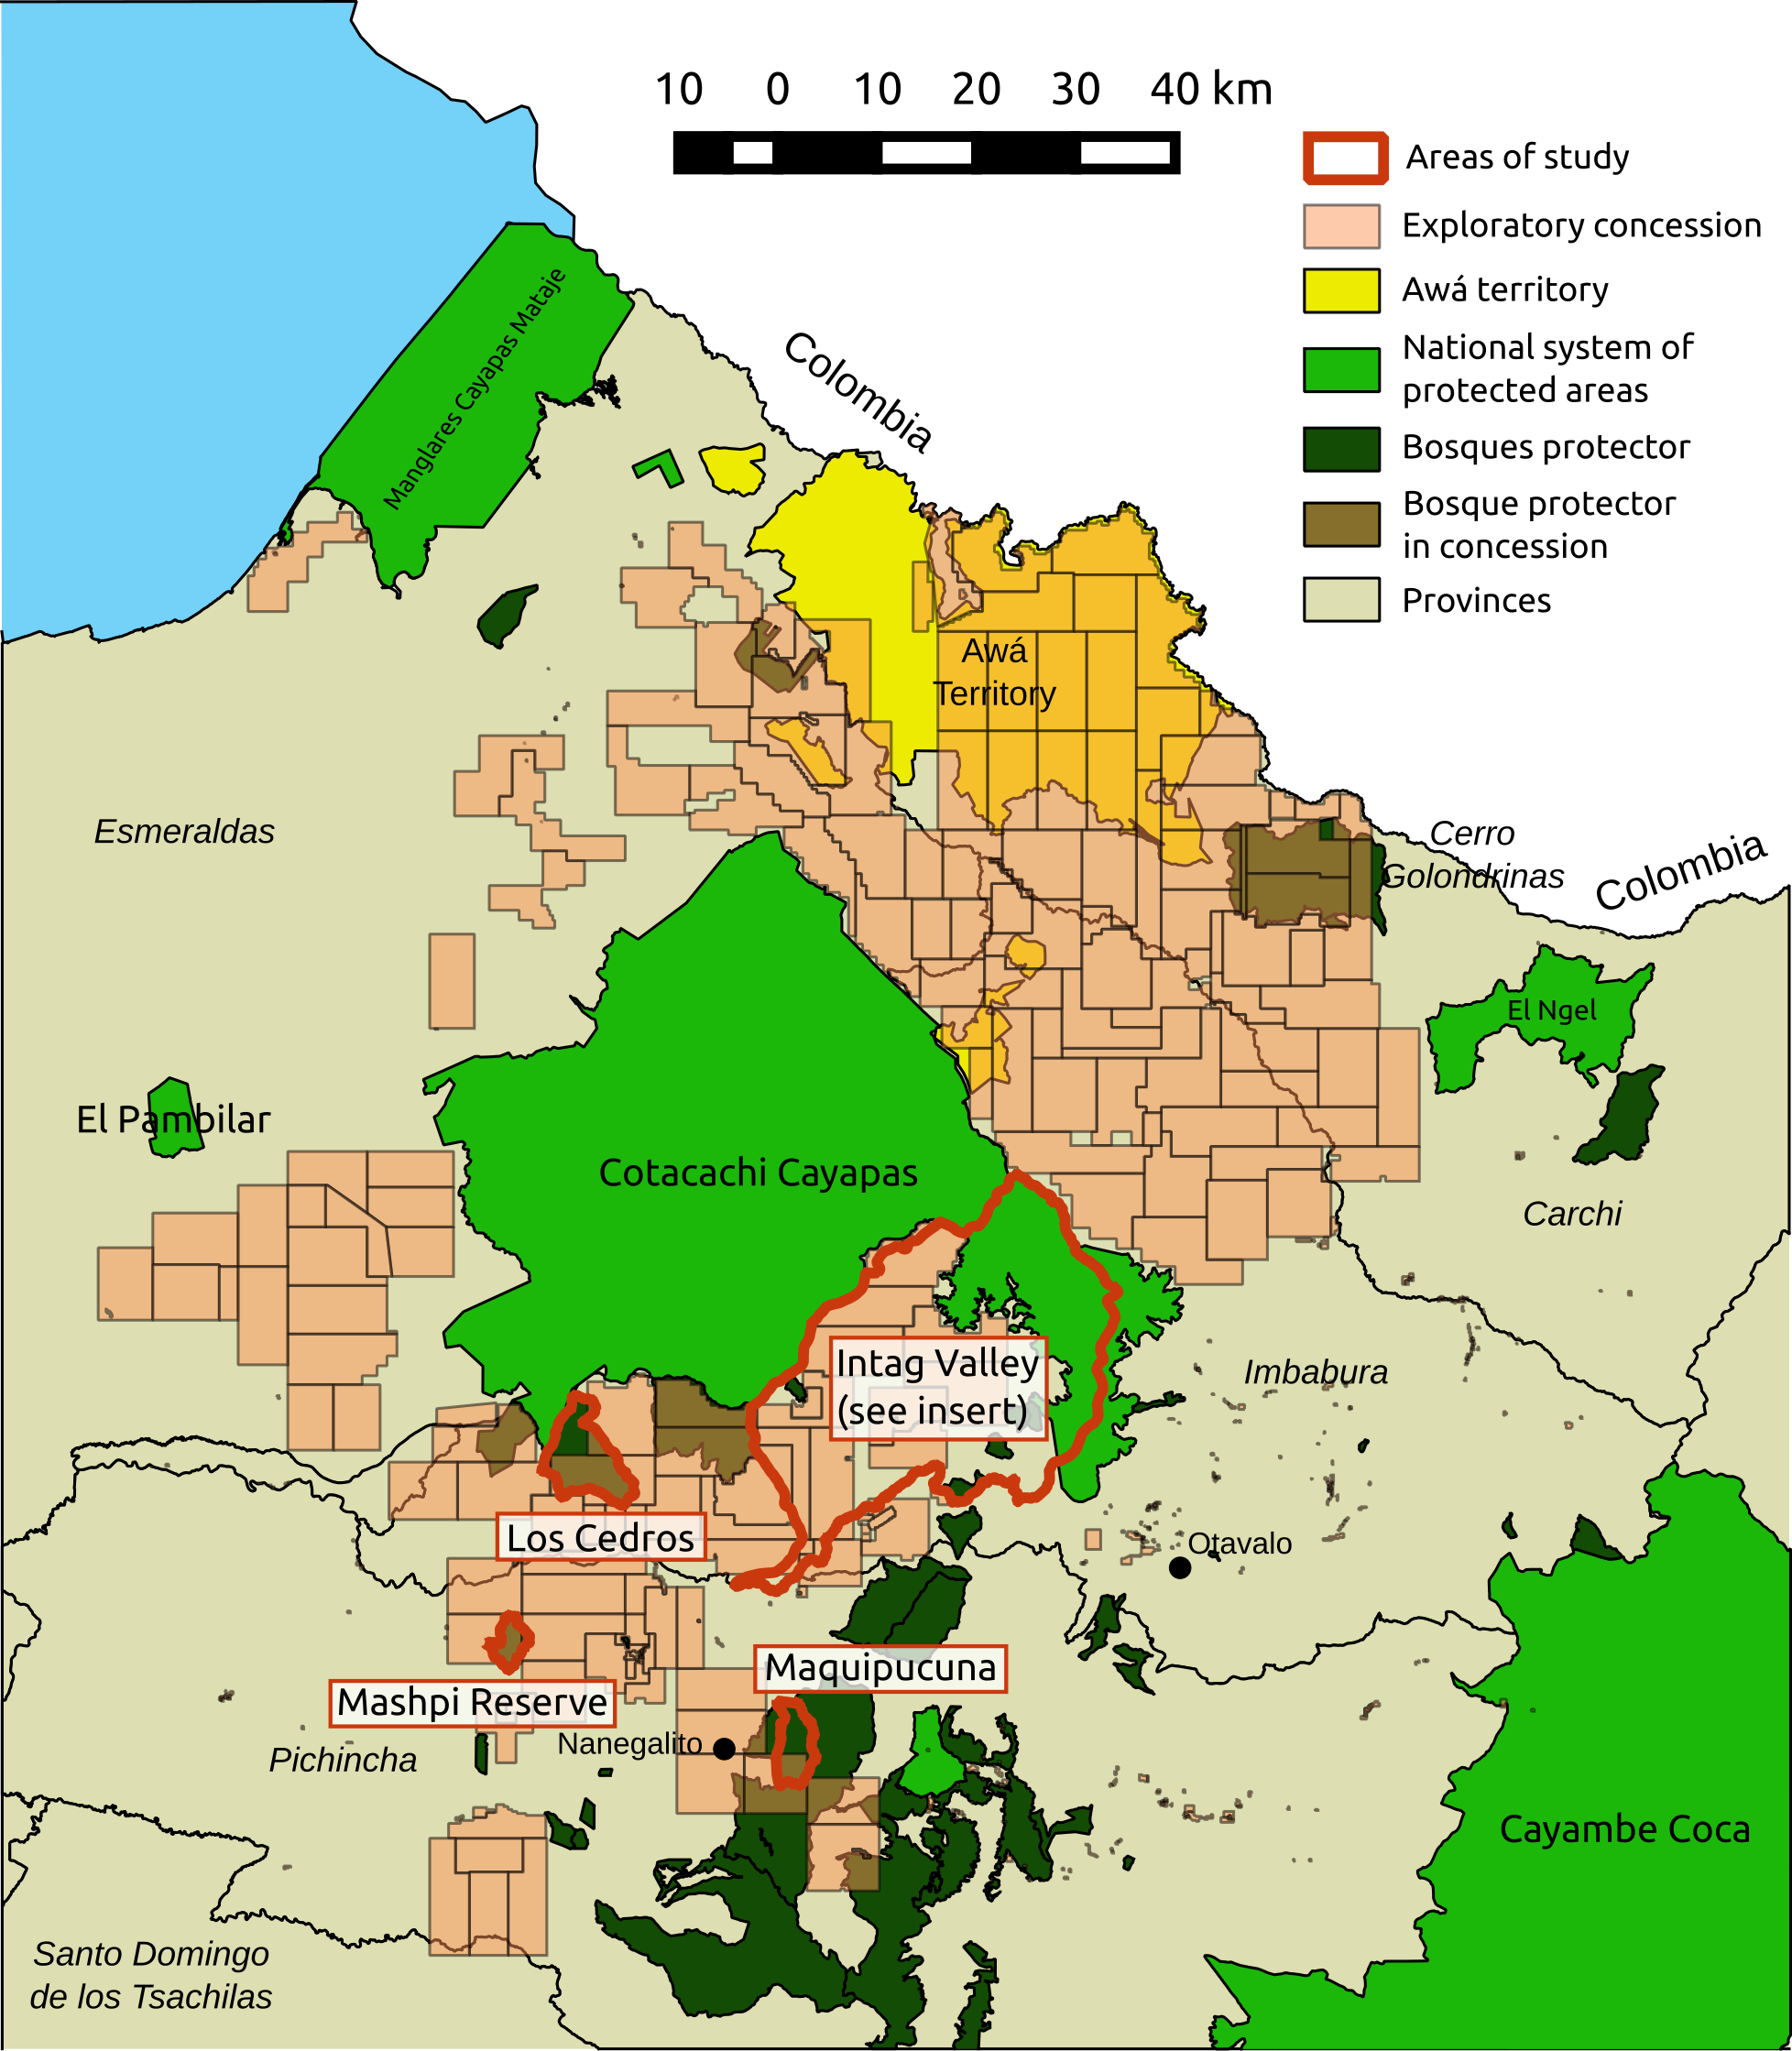 10 0 10 20 30 40 km
Areas of study
Exploratory concession
Awá territory
National system of
protected areas
Bosques protector
Bosque protector
in concession
Provinces
Manglares Cayapas Mataje
Colombia
Awá
Territory
Esmeraldas
Cerro
Golondrinas
Colombia
El Ngel
El Pambilar
Cotacachi Cayapas
Carchi
Intag Valley
(see insert)
Imbabura
Los Cedros
Otavalo
Maquipucuna
Mashpi Reserve
Nanegalito
Pichincha
Cayambe Coca
Santo Domingo
de los Tsachilas